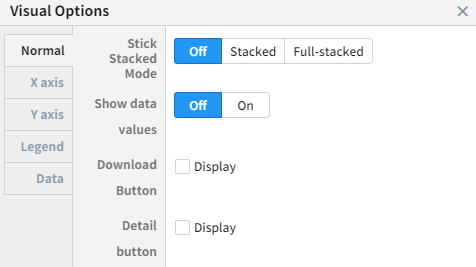 Visual Options
Normal
X axis
Y axis
Legend
Data
Stick
Stacked
Mode
Off Stacked Full-stacked
Show data
values
Off On
Download
Button
Display
Detail
button
Display